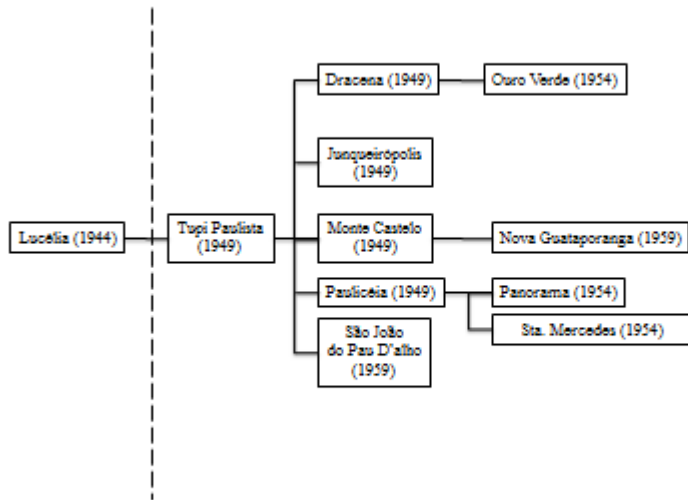 Dracena (1949)
Ouro Verde (1954)
Junqueirópolis
(1949)
Lucélia (1944)
Tupi Paulista
(1949)
Monte Castelo
(1949)
Nova Guataporanga (1959)
Paulicéia (1949)
Panorama (1954)
Sta. Mercedes (1954)
São João
do Pau D'alho
(1959)